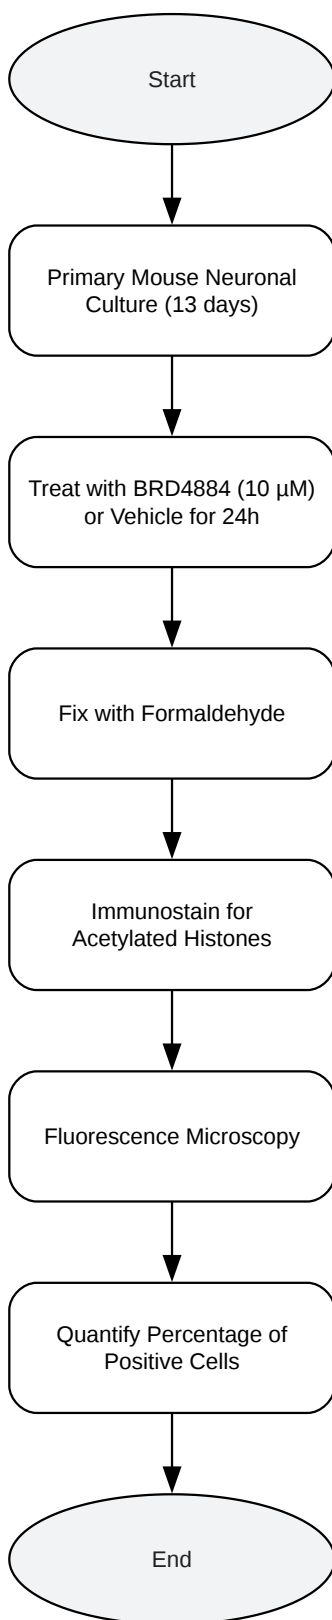 Start
Primary Mouse Neuronal
Culture (13 days)
Treat with BRD4884 (10 µM)
or Vehicle for 24h
Fix with Formaldehyde
Immunostain for
Acetylated Histones
Fluorescence Microscopy
Quantify Percentage of
Positive Cells
End